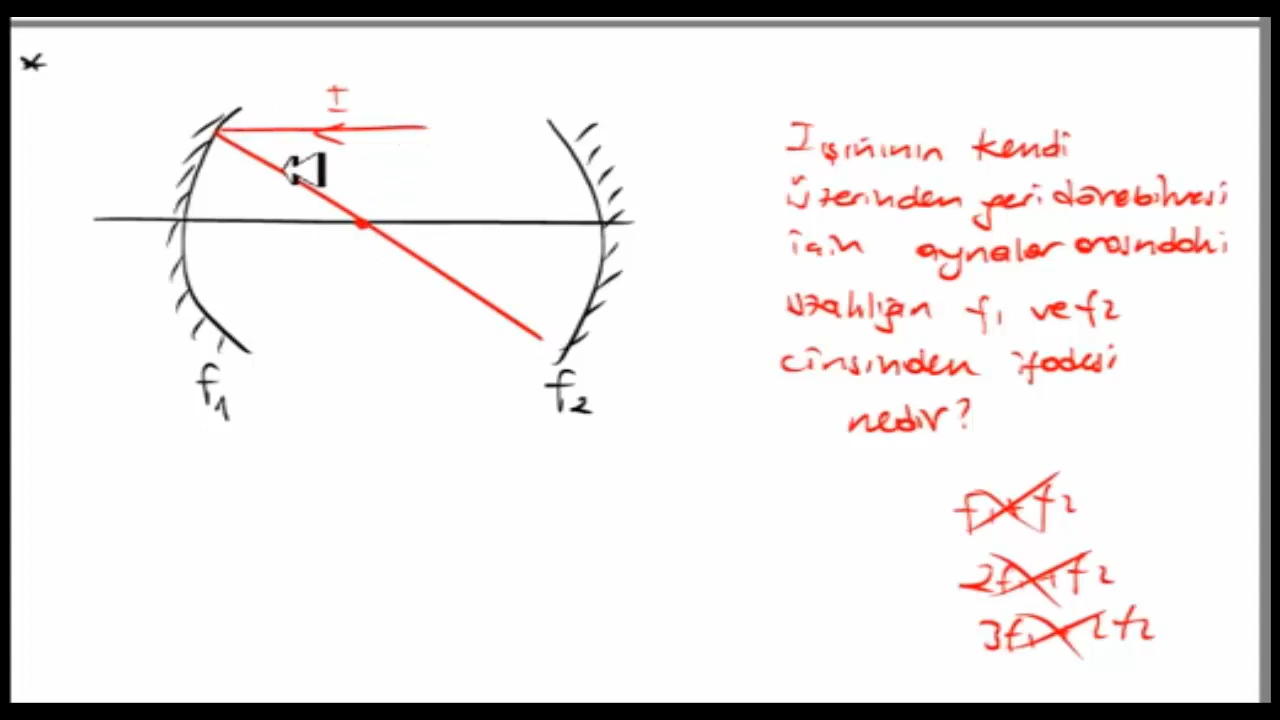 *
I
Işınının kendi
üzerinden geri dönebilmesi
için aynalar arasındaki
uzaklığın f₁ ve f₂
cinsinden ifadesi
nedir?
f₁ f₂
f₁ + f₂
2f₁ + f₂
3f₁ + 2f₂